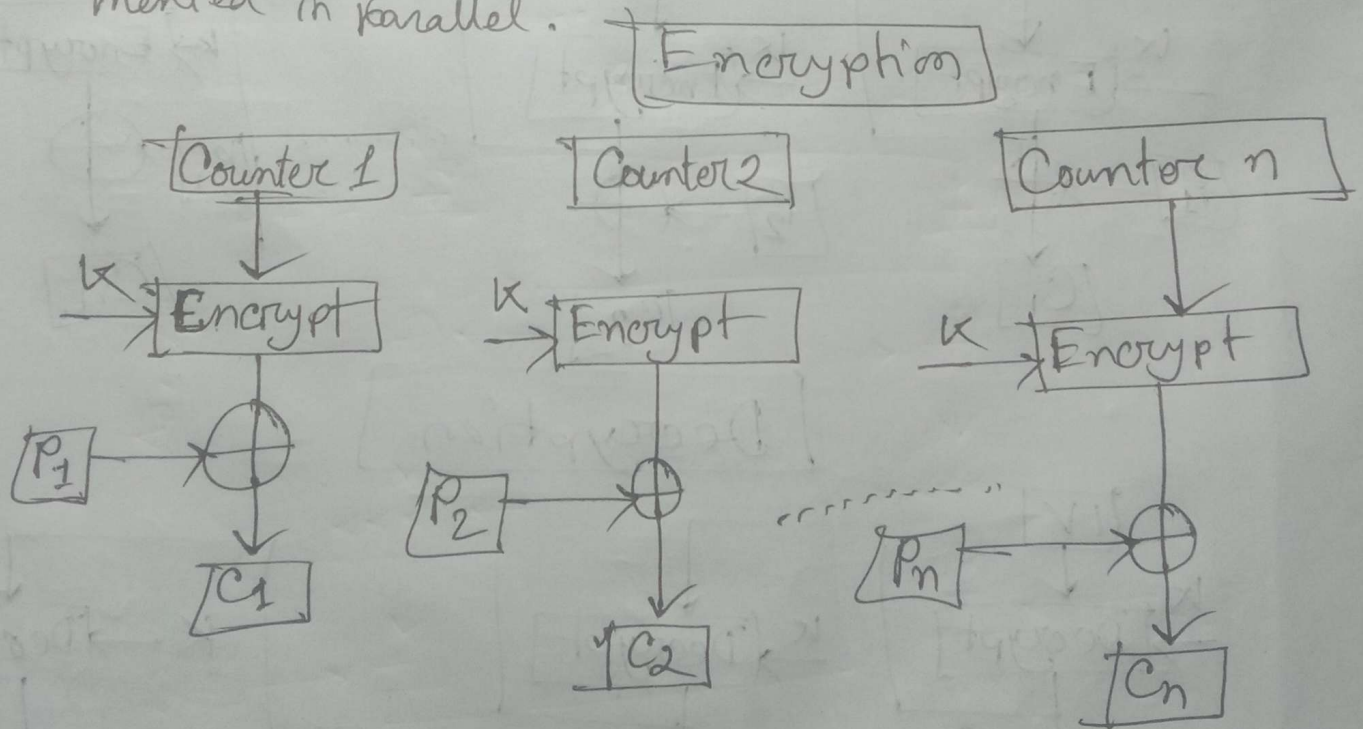 in parallel.
Encryption
Counter 1 Counter 2 Counter n
K Encrypt K Encrypt K Encrypt
P1 P2 Pn
C1 C2 Cn